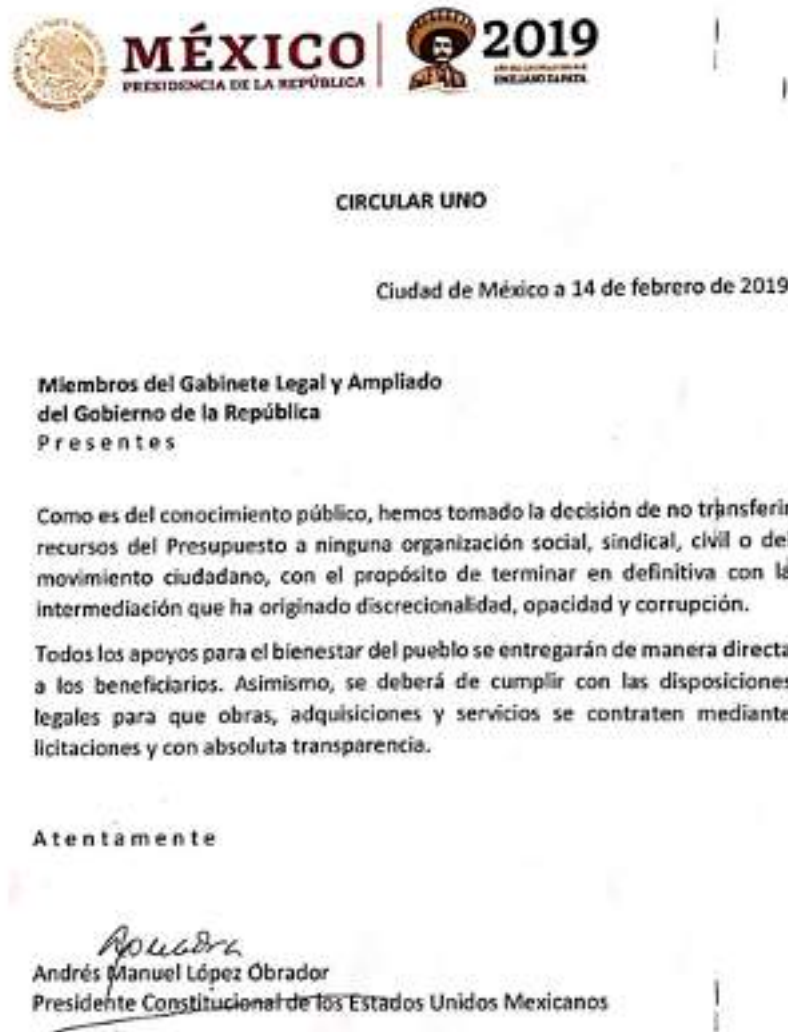 MÉXICO
PRESIDENCIA DE LA REPÚBLICA
2019
EMILIANO ZAPATA
CIRCULAR UNO
Ciudad de México a 14 de febrero de 2019
Miembros del Gabinete Legal y Ampliado
del Gobierno de la República
P r e s e n t e s
Como es del conocimiento público, hemos tomado la decisión de no transferir
recursos del Presupuesto a ninguna organización social, sindical, civil o del
movimiento ciudadano, con el propósito de terminar en definitiva con la
intermediación que ha originado discrecionalidad, opacidad y corrupción.
Todos los apoyos para el bienestar del pueblo se entregarán de manera directa
a los beneficiarios. Asimismo, se deberá de cumplir con las disposiciones
legales para que obras, adquisiciones y servicios se contraten mediante
licitaciones y con absoluta transparencia.
A t e n t a m e n t e
Andrés Manuel López Obrador
Presidente Constitucional de los Estados Unidos Mexicanos